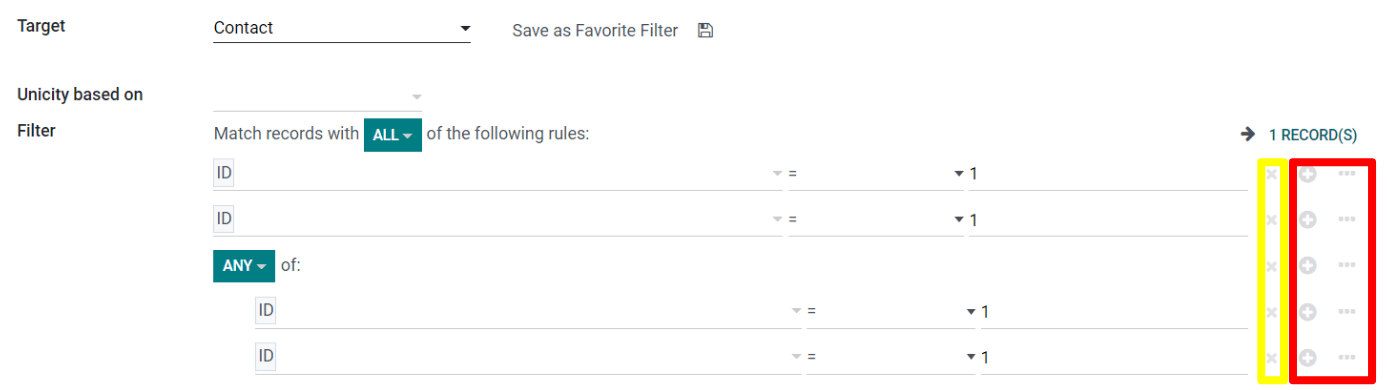 Target Contact Save as Favorite Filter
Unicity based on
Filter Match records with ALL of the following rules: 1 RECORD(S)
ID = 1
ID = 1
ANY of:
ID = 1
ID = 1